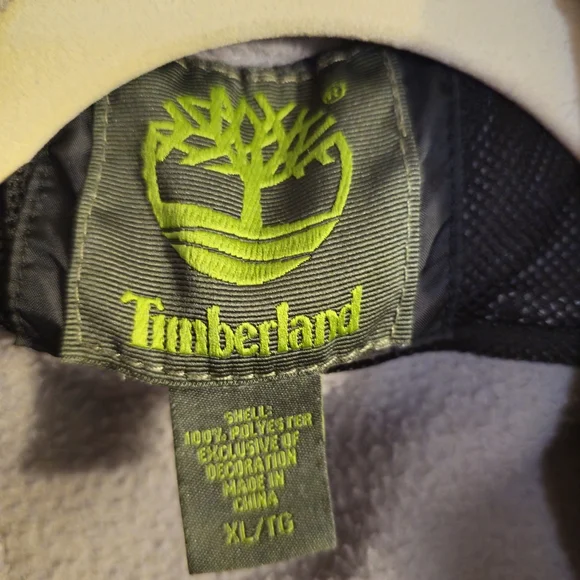 ®
Timberland
SHELL:
100% POLYESTER
EXCLUSIVE OF
DECORATION
MADE IN
CHINA
XL/TG